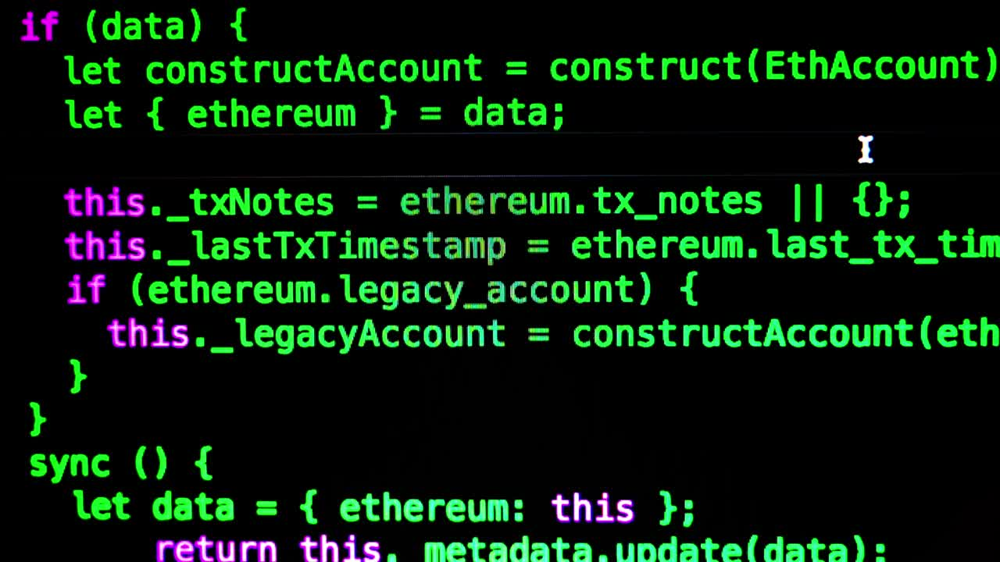 if (data) {
let constructAccount = construct(EthAccount)
let { ethereum } = data;
this._txNotes = ethereum.tx_notes || {};
this._lastTxTimestamp = ethereum.last_tx_tim
if (ethereum.legacy_account) {
this._legacyAccount = constructAccount(eth
}
}
sync () {
let data = { ethereum: this };
return this._metadata.update(data);